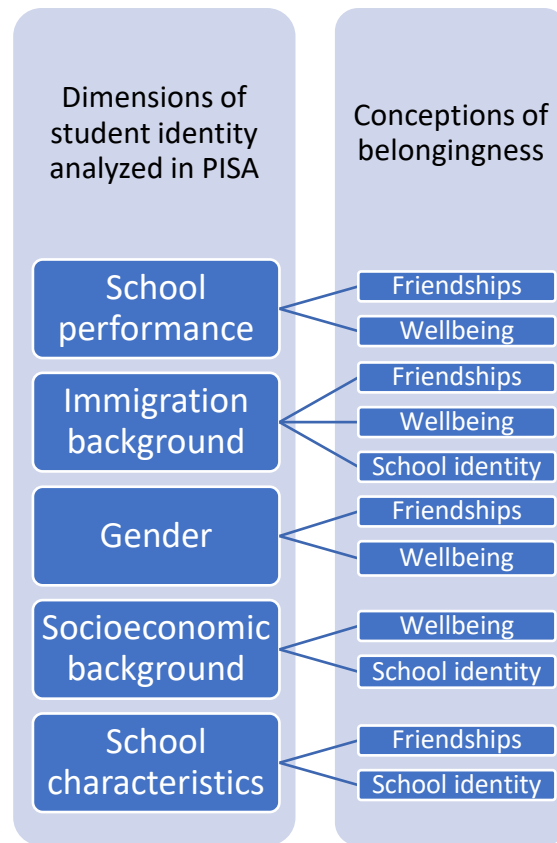 Dimensions of
student identity
analyzed in PISA
Conceptions of
belongingness
School
performance
Friendships
Wellbeing
Immigration
background
Friendships
Wellbeing
School identity
Gender
Friendships
Wellbeing
Socioeconomic
background
Wellbeing
School identity
School
characteristics
Friendships
School identity